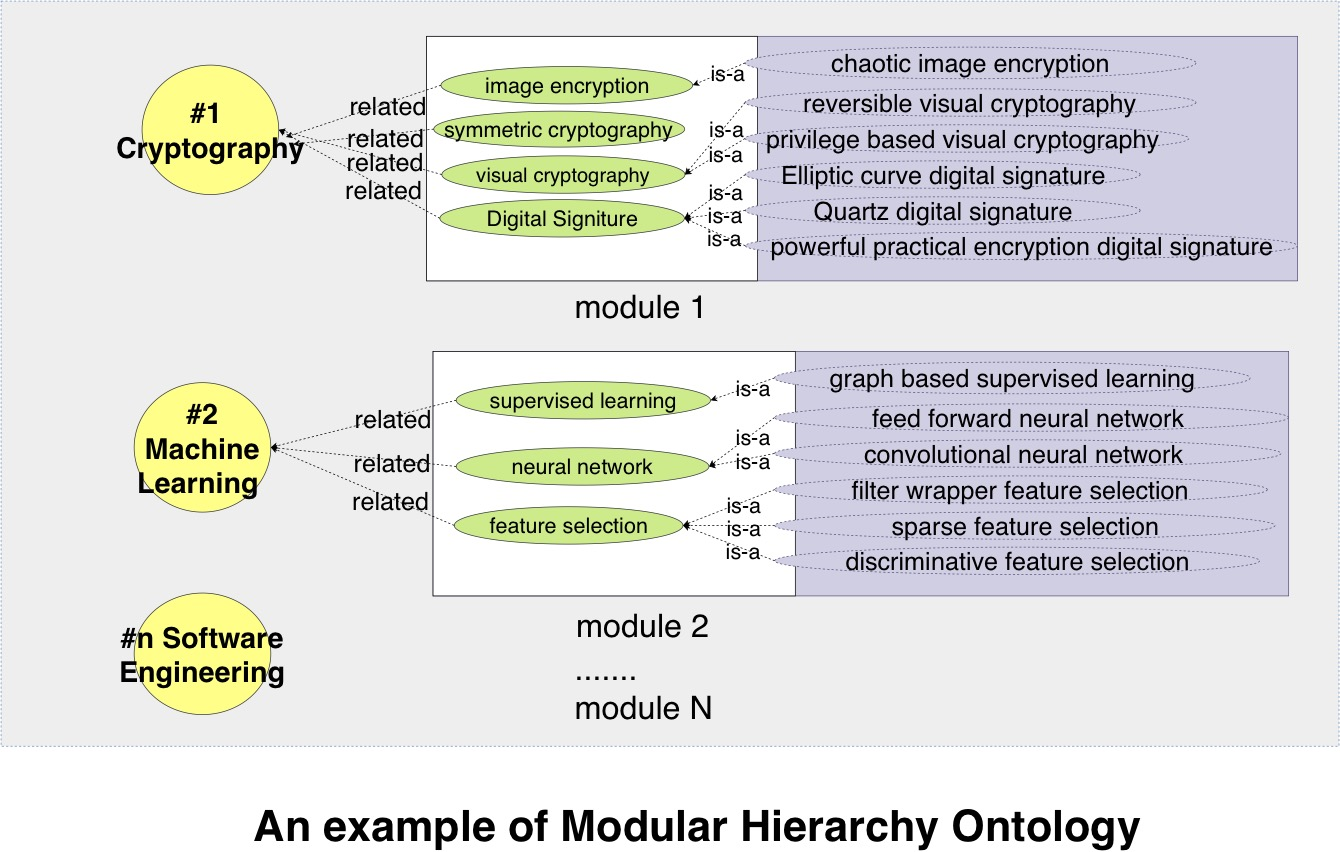 #1
Cryptography
related
related
related
related
image encryption
symmetric cryptography
visual cryptography
Digital Signiture
is-a
is-a
is-a
is-a
is-a
is-a
chaotic image encryption
reversible visual cryptography
privilege based visual cryptography
Elliptic curve digital signature
Quartz digital signature
powerful practical encryption digital signature
module 1
#2
Machine
Learning
related
related
related
supervised learning
neural network
feature selection
is-a
is-a
is-a
is-a
is-a
is-a
graph based supervised learning
feed forward neural network
convolutional neural network
filter wrapper feature selection
sparse feature selection
discriminative feature selection
module 2
#n Software
Engineering
.......
module N
An example of Modular Hierarchy Ontology